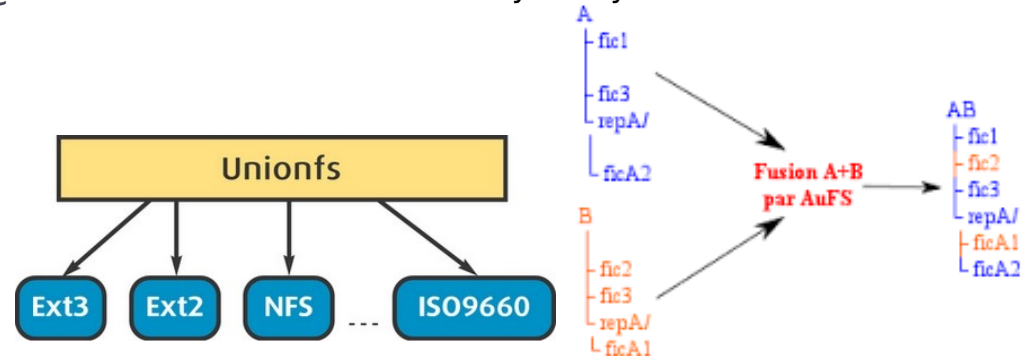 Unionfs
Ext3
Ext2
NFS
...
ISO9660
A
fic1
fic3
repA/
ficA2
B
fic2
fic3
repA/
ficA1
Fusion A+B
par AuFS
AB
fic1
fic2
fic3
repA/
ficA1
ficA2